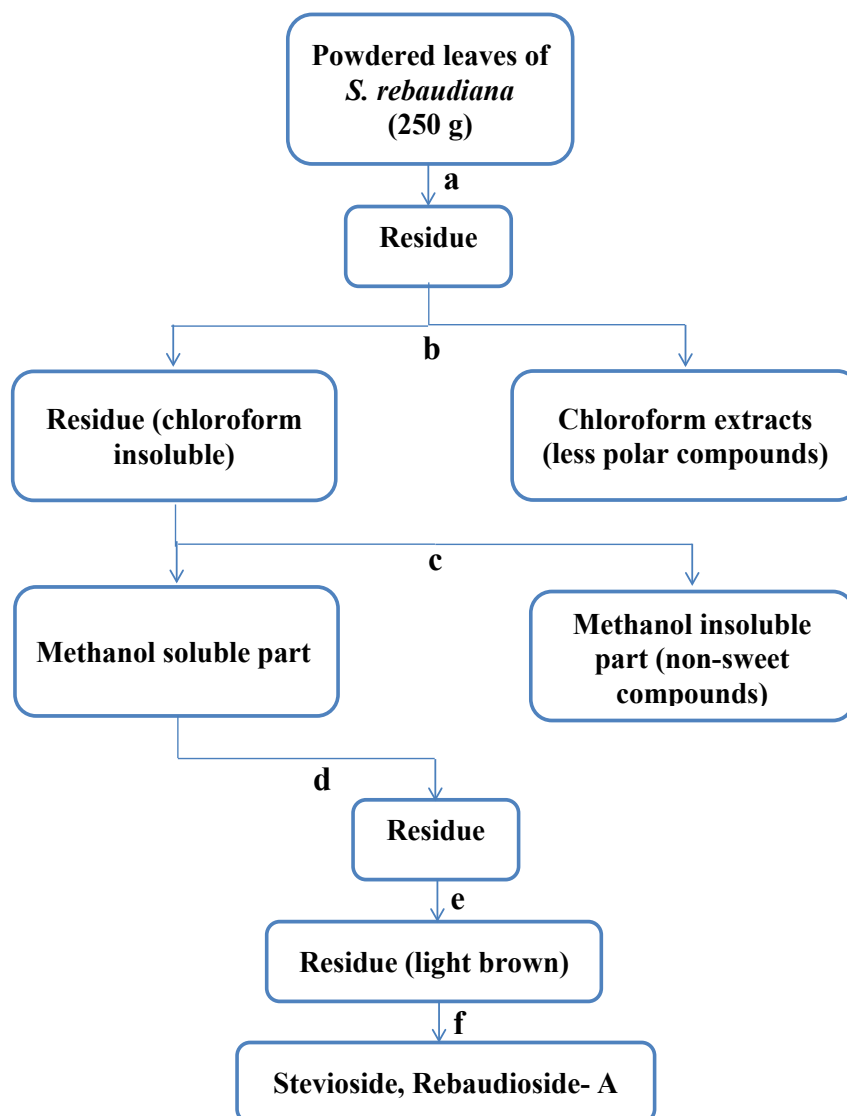 Powdered leaves of
S. rebaudiana
(250 g)
a
Residue
b
Residue (chloroform
insoluble)
Chloroform extracts
(less polar compounds)
c
Methanol soluble part
Methanol insoluble
part (non-sweet
compounds)
d
Residue
e
Residue (light brown)
f
Stevioside, Rebaudioside- A